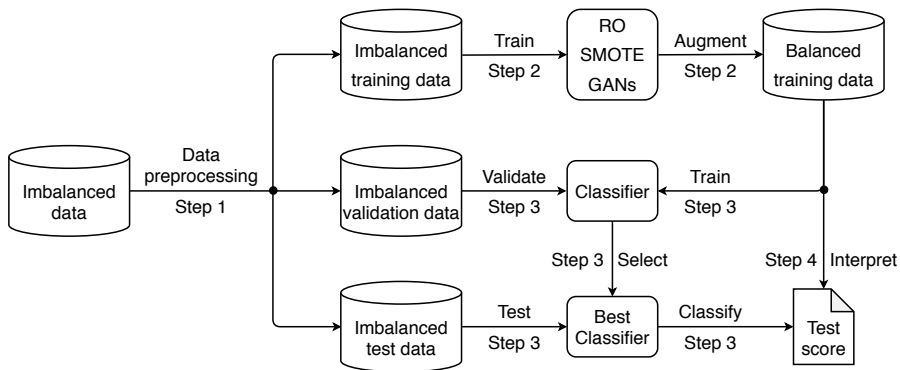 Imbalanced
training data
Train
Step 2
RO
SMOTE
GANs
Augment
Step 2
Balanced
training data
Imbalanced
data
Data
preprocessing
Step 1
Imbalanced
validation data
Validate
Step 3
Classifier
Train
Step 3
Step 3 Select
Step 4 Interpret
Imbalanced
test data
Test
Step 3
Best
Classifier
Classify
Step 3
Test
score